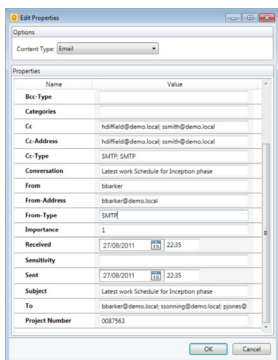 Edit Properties
Options
Content Type: Email
Properties
Name Value
Bcc-Type
Categories
Cc hdiffield@demo.local; ssmith@demo.local
Cc-Address hdiffield@demo.local; ssmith@demo.local
Cc-Type SMTP; SMTP
Conversation Latest work Schedule for Inception phase
From bbarker
From-Address bbarker@demo.local
From-Type SMTP
Importance 1
Received 27/08/2011 15 22:35
Sensitivity
Sent 27/08/2011 15 22:35
Subject Latest work Schedule for Inception phase
To bbarker@demo.local; ssonning@demo.local; pjones@
Project Number 0087563
OK Cancel